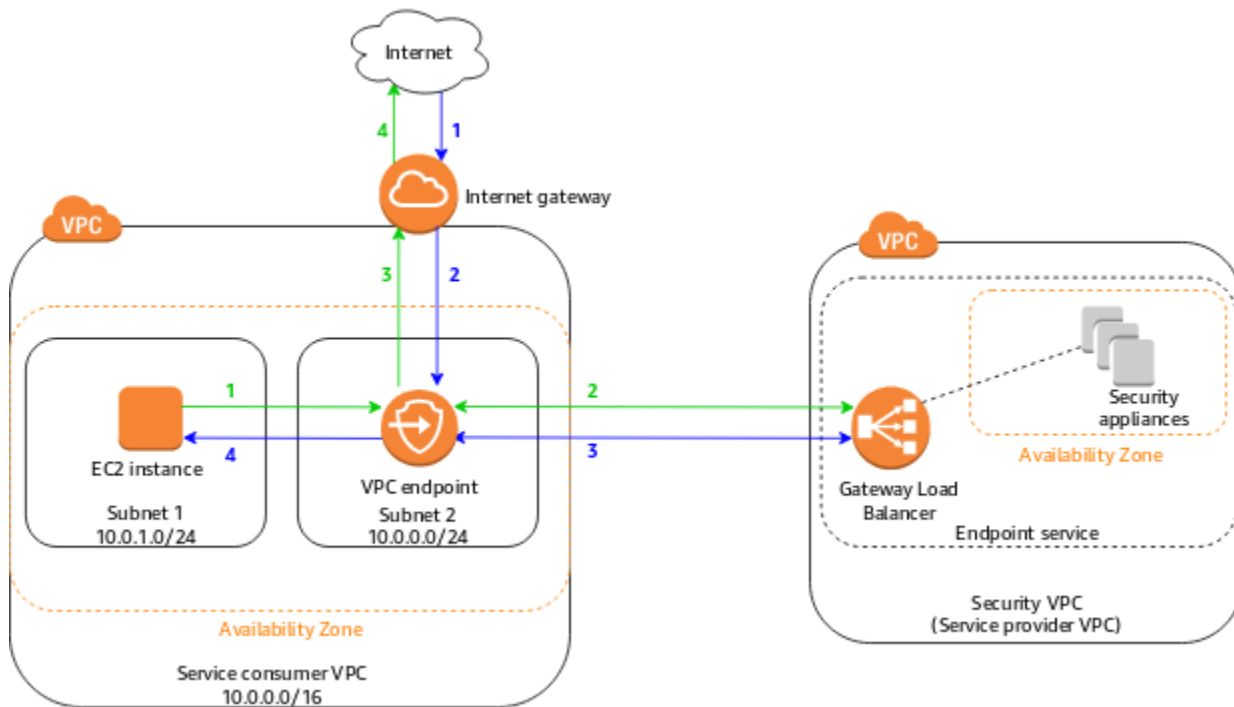 Internet
4
1
Internet gateway
VPC
VPC
3
2
1
2
4
3
EC2 instance
Subnet 1
10.0.1.0/24
VPC endpoint
Subnet 2
10.0.0.0/24
Availability Zone
Service consumer VPC
10.0.0.0/16
Security
appliances
Availability Zone
Gateway Load
Balancer
Endpoint service
Security VPC
(Service provider VPC)